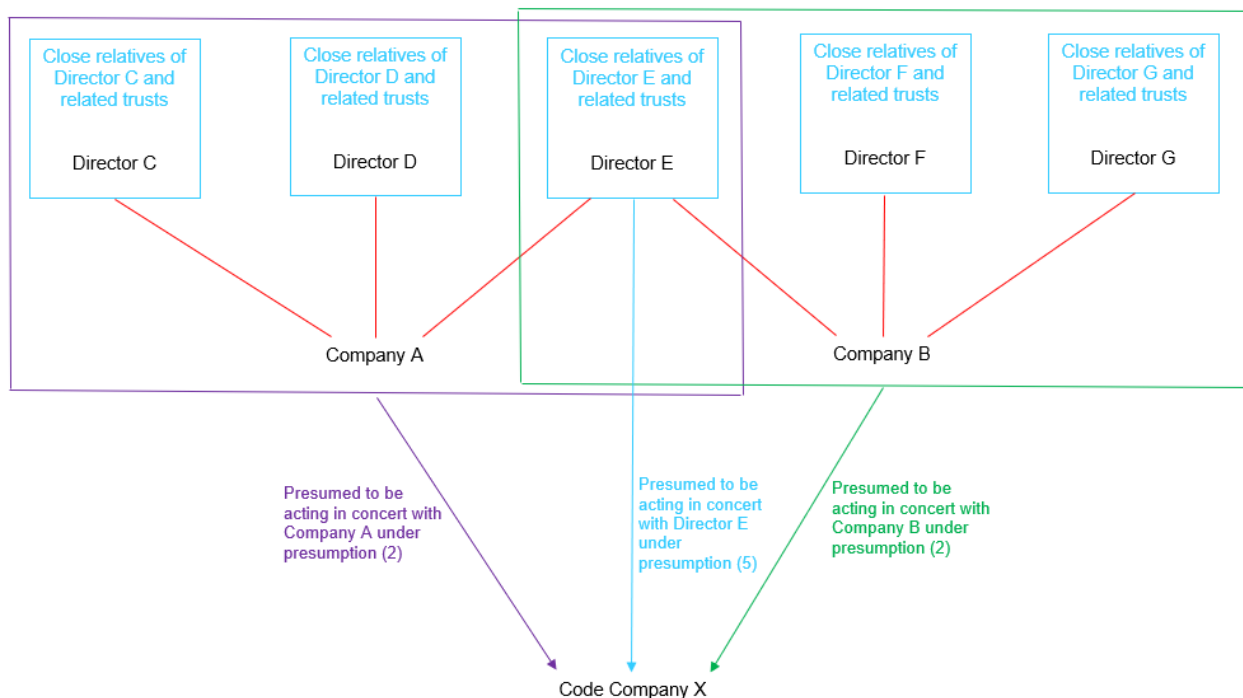 Close relatives of
Director C and
related trusts
Director C
Close relatives of
Director D and
related trusts
Director D
Close relatives of
Director E and
related trusts
Director E
Close relatives of
Director F and
related trusts
Director F
Close relatives of
Director G and
related trusts
Director G
Company A
Company B
Presumed to be
acting in concert with
Company A under
presumption (2)
Presumed to be
acting in concert
with Director E
under
presumption (5)
Presumed to be
acting in concert with
Company B under
presumption (2)
Code Company X